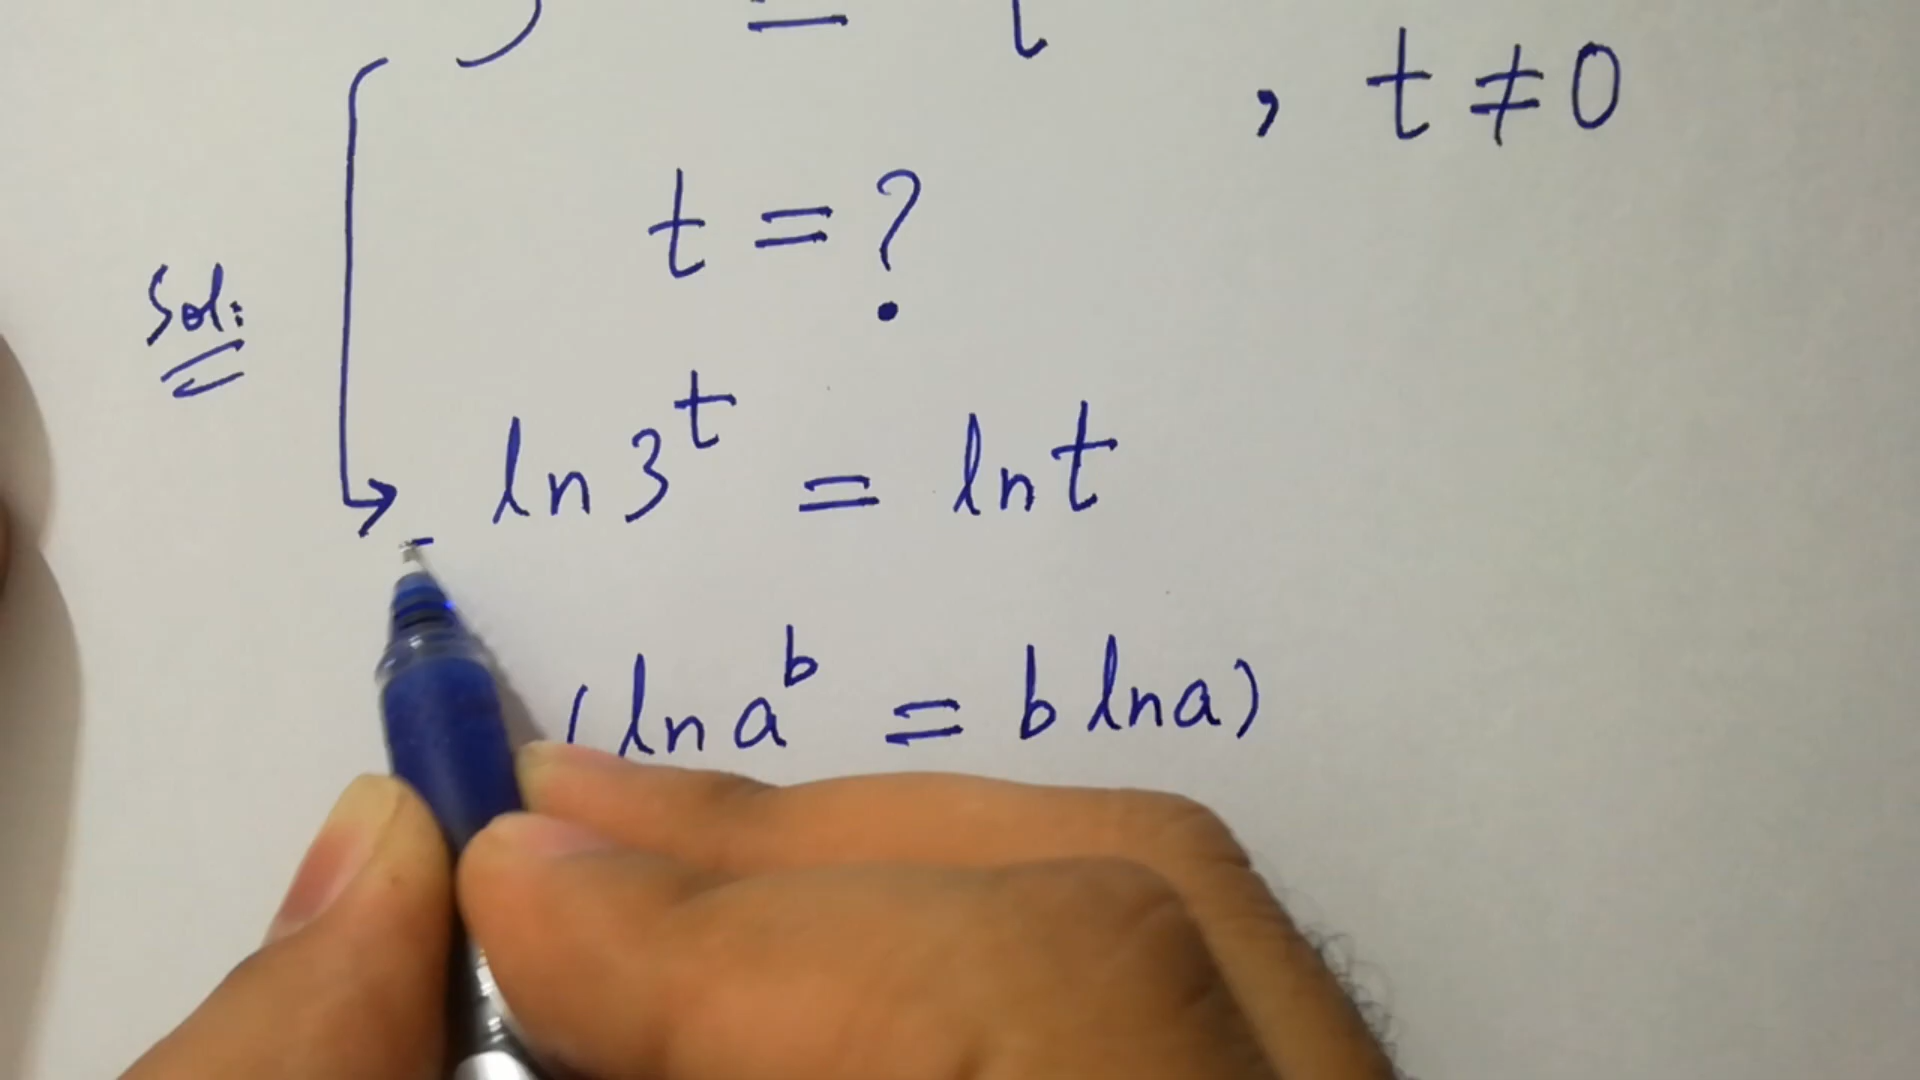 , t ≠ 0
t = ?
Sol:
ln 3^t = ln t
(ln a^b = b ln a)